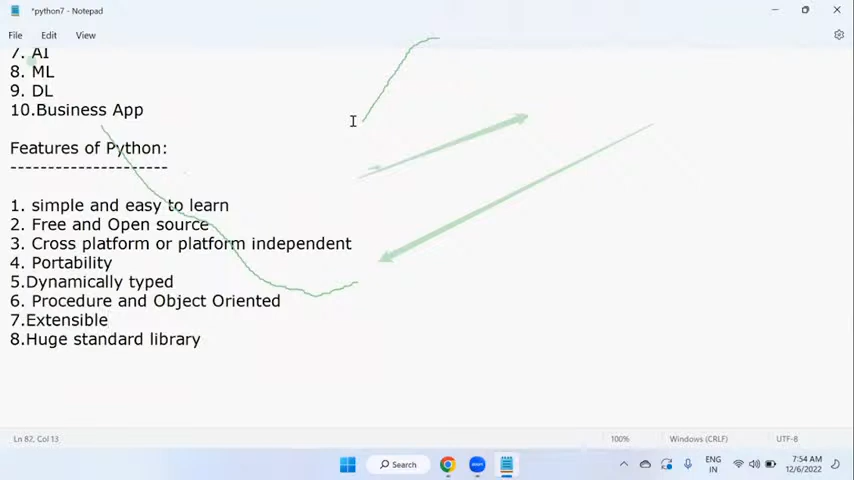 *python7 - Notepad
File Edit View
7. AI
8. ML
9. DL
10.Business App
Features of Python:
---------------------
1. simple and easy to learn
2. Free and Open source
3. Cross platform or platform independent
4. Portability
5.Dynamically typed
6. Procedure and Object Oriented
7.Extensible
8.Huge standard library
Ln 82, Col 13 100% Windows (CRLF) UTF-8
Search zoom ENG IN 7:54 AM 12/6/2022